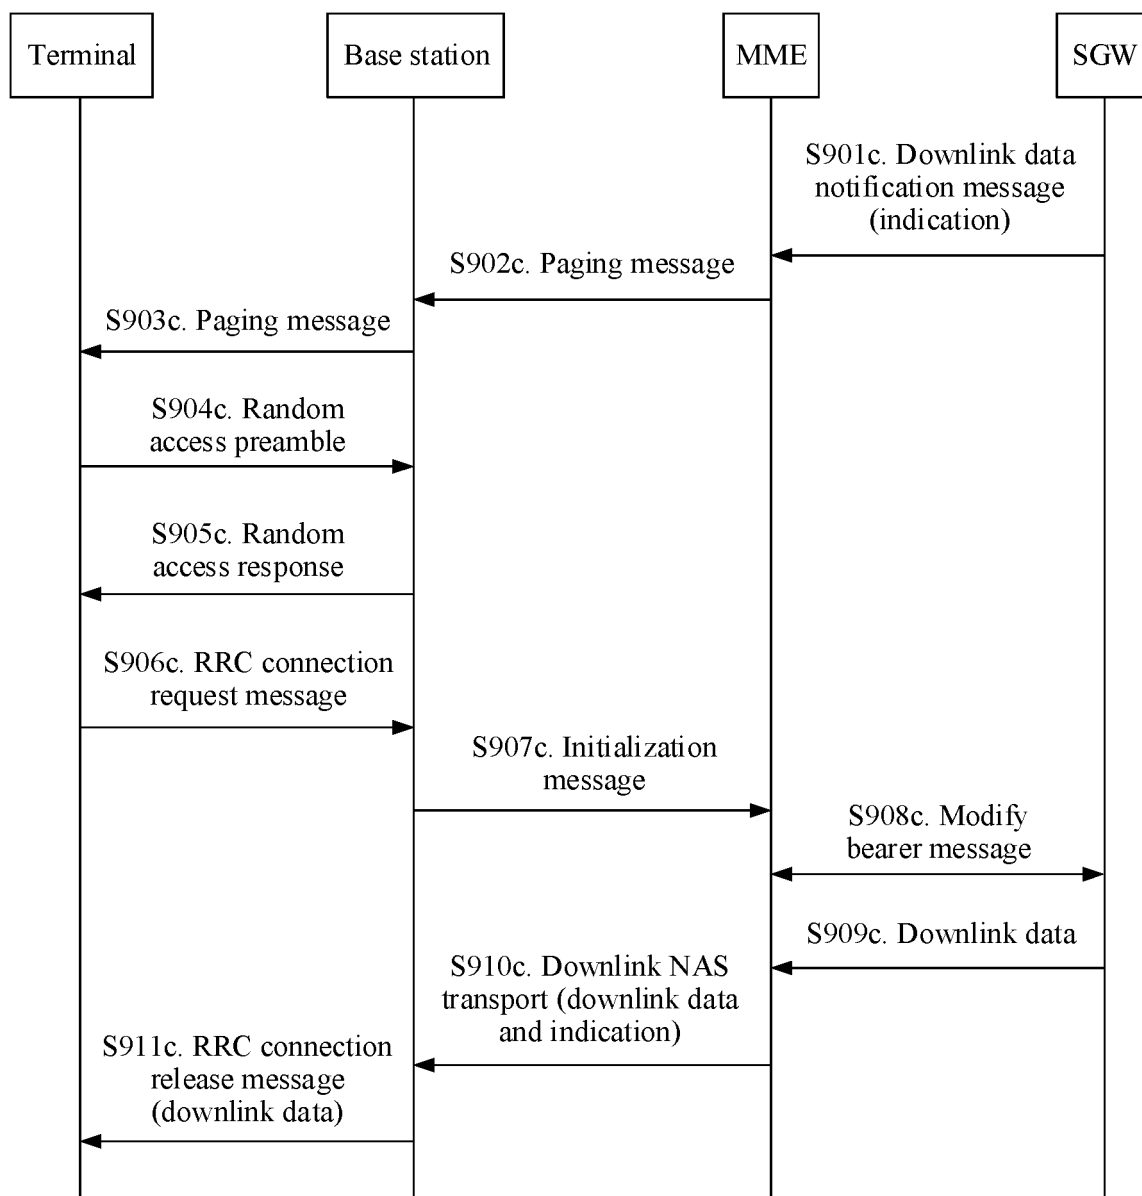 Terminal
Base station
MME
SGW
S901c. Downlink data
notification message
(indication)
S902c. Paging message
S903c. Paging message
S904c. Random
access preamble
S905c. Random
access response
S906c. RRC connection
request message
S907c. Initialization
message
S908c. Modify
bearer message
S909c. Downlink data
S910c. Downlink NAS
transport (downlink data
and indication)
S911c. RRC connection
release message
(downlink data)